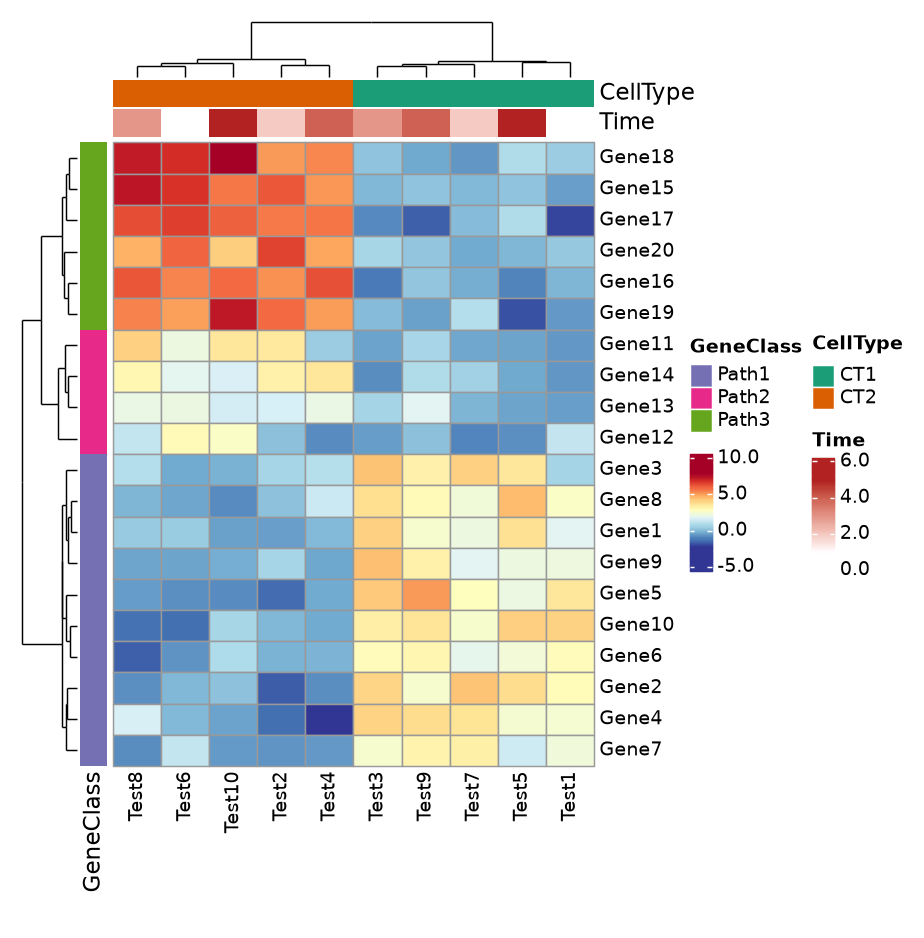 CellType
Time
Gene18
Gene15
Gene17
Gene20
Gene16
Gene19
Gene11
Gene14
Gene13
Gene12
Gene3
Gene8
Gene1
Gene9
Gene5
Gene10
Gene6
Gene2
Gene4
Gene7
GeneClass
Test8
Test6
Test10
Test2
Test4
Test3
Test9
Test7
Test5
Test1
GeneClass
Path1
Path2
Path3
10.0
5.0
0.0
-5.0
CellType
CT1
CT2
Time
6.0
4.0
2.0
0.0